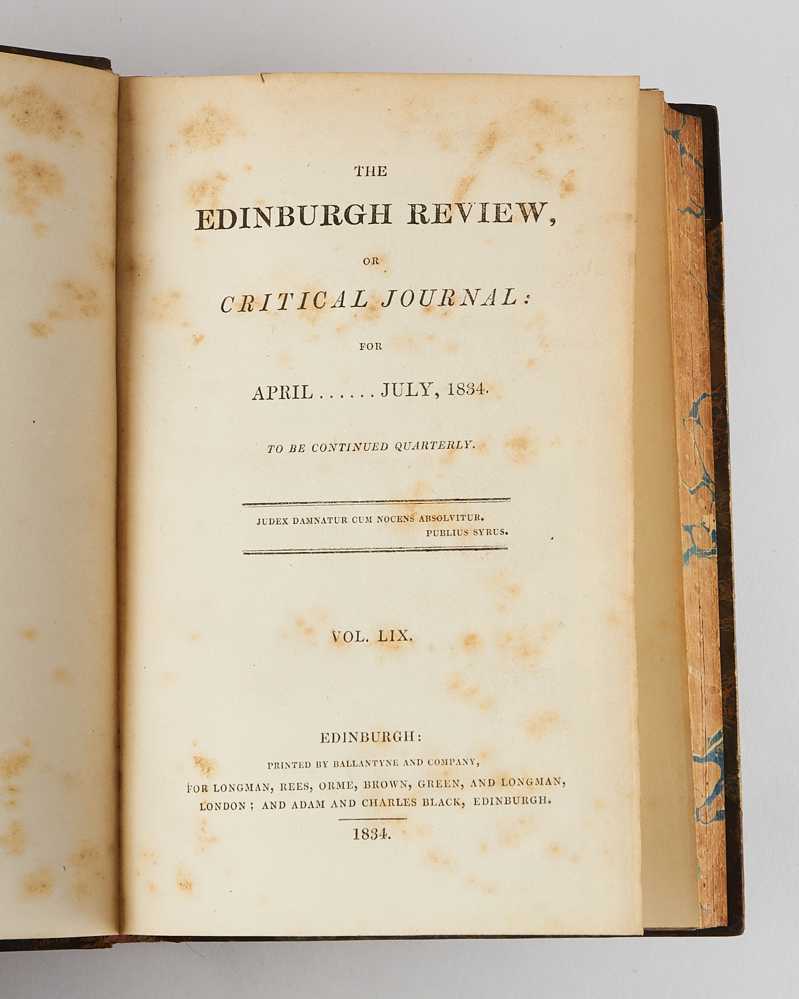 THE
EDINBURGH REVIEW,
OR
CRITICAL JOURNAL:
FOR
APRIL ...... JULY, 1834.
TO BE CONTINUED QUARTERLY.
JUDEX DAMNATUR CUM NOCENS ABSOLVITUR.
PUBLIUS SYRUS.
VOL. LIX.
EDINBURGH:
PRINTED BY BALLANTYNE AND COMPANY,
FOR LONGMAN, REES, ORME, BROWN, GREEN, AND LONGMAN,
LONDON; AND ADAM AND CHARLES BLACK, EDINBURGH.
1834.